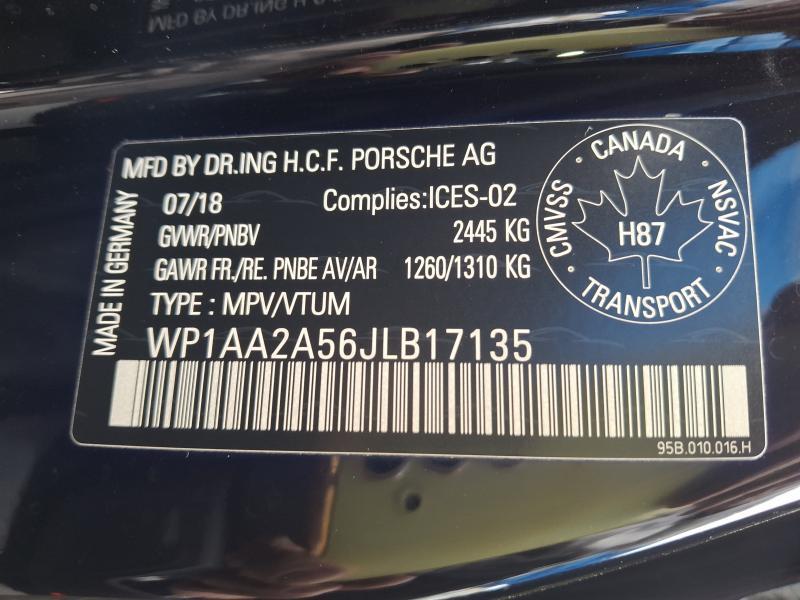 MFD BY DR.ING H.C.F. PORSCHE AG
MADE IN GERMANY
07/18 Complies:ICES-02
GVWR/PNBV 2445 KG
GAWR FR./RE. PNBE AV/AR 1260/1310 KG
TYPE : MPV/VTUM
WP1AA2A56JLB17135
CANADA
CMVSS
NSVAC
H87
TRANSPORT
95B.010.016.H